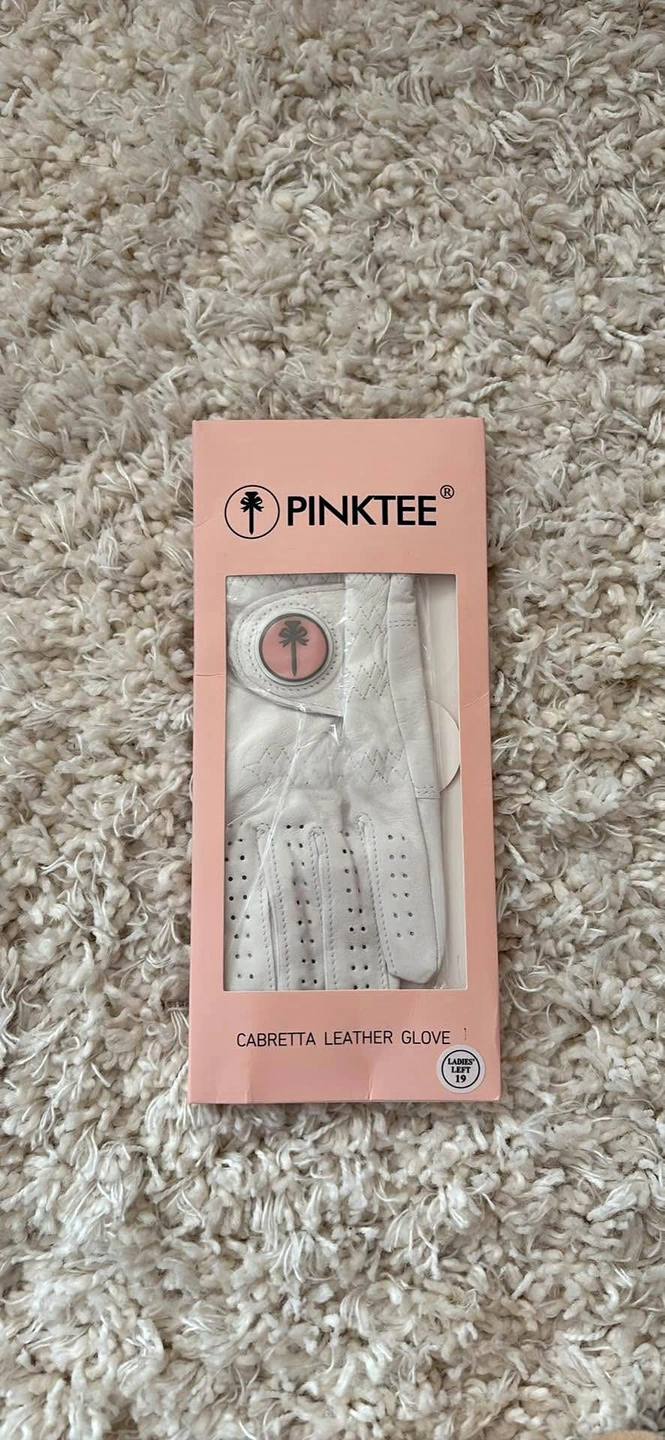 PINKTEE®
CABRETTA LEATHER GLOVE
LADIES'
LEFT
19